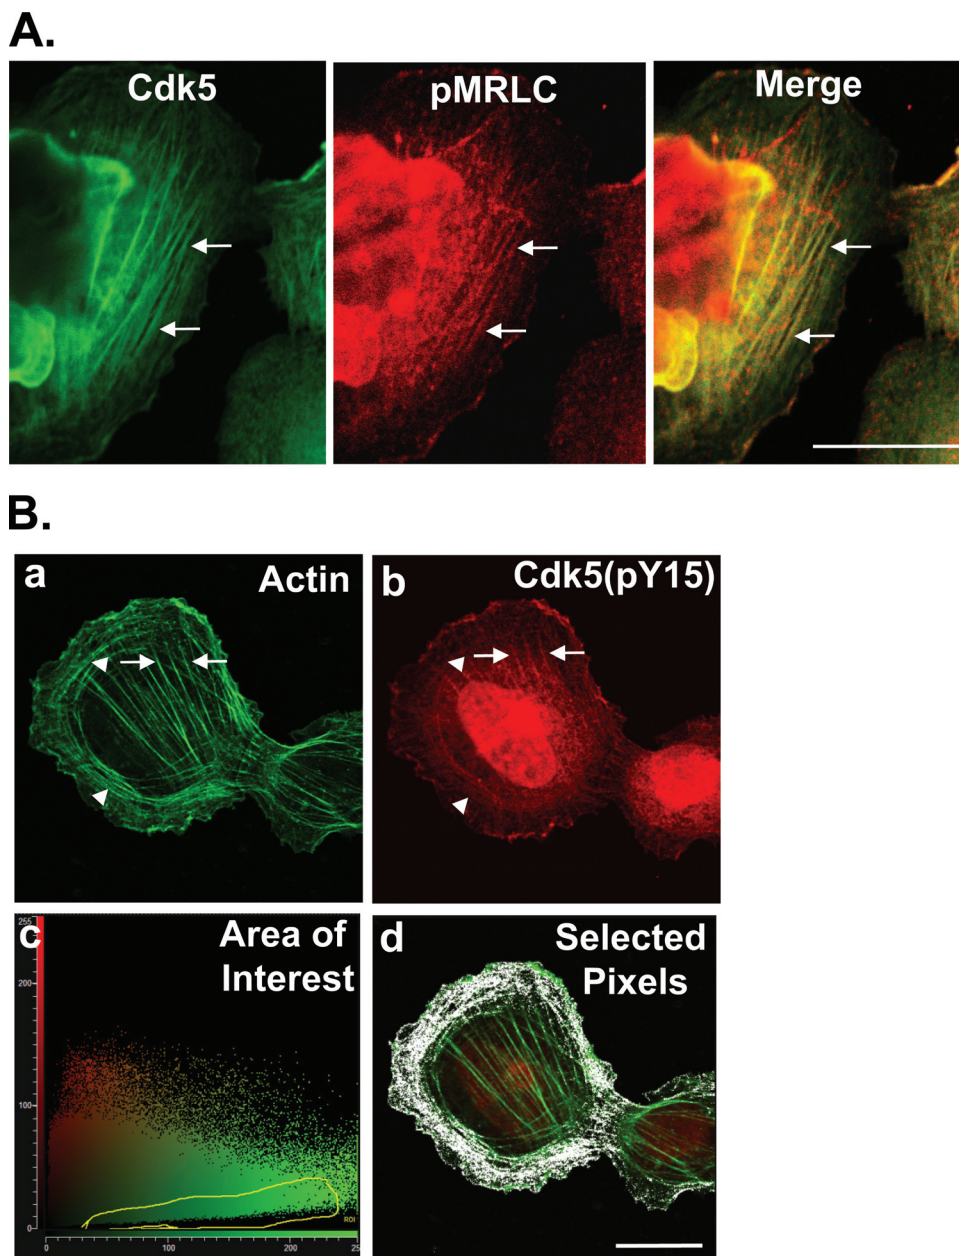 A.
Cdk5
pMRLC
Merge
B.
a
Actin
b
Cdk5(pY15)
c
Area of
Interest
255
200
100
0
0
100
200
25
ROI
d
Selected
Pixels